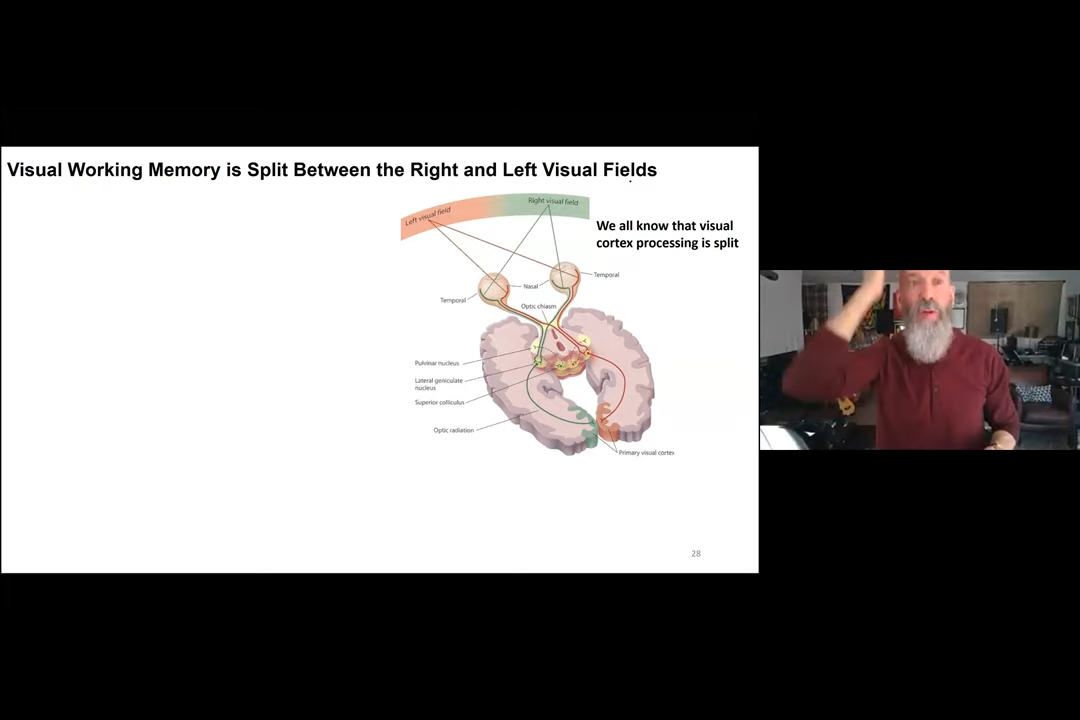 Visual Working Memory is Split Between the Right and Left Visual Fields
Left visual field
Right visual field
We all know that visual
cortex processing is split
Temporal
Nasal
Temporal
Optic chiasm
Pulvinar nucleus
Lateral geniculate
nucleus
Superior colliculus
Optic radiation
Primary visual cortex
28